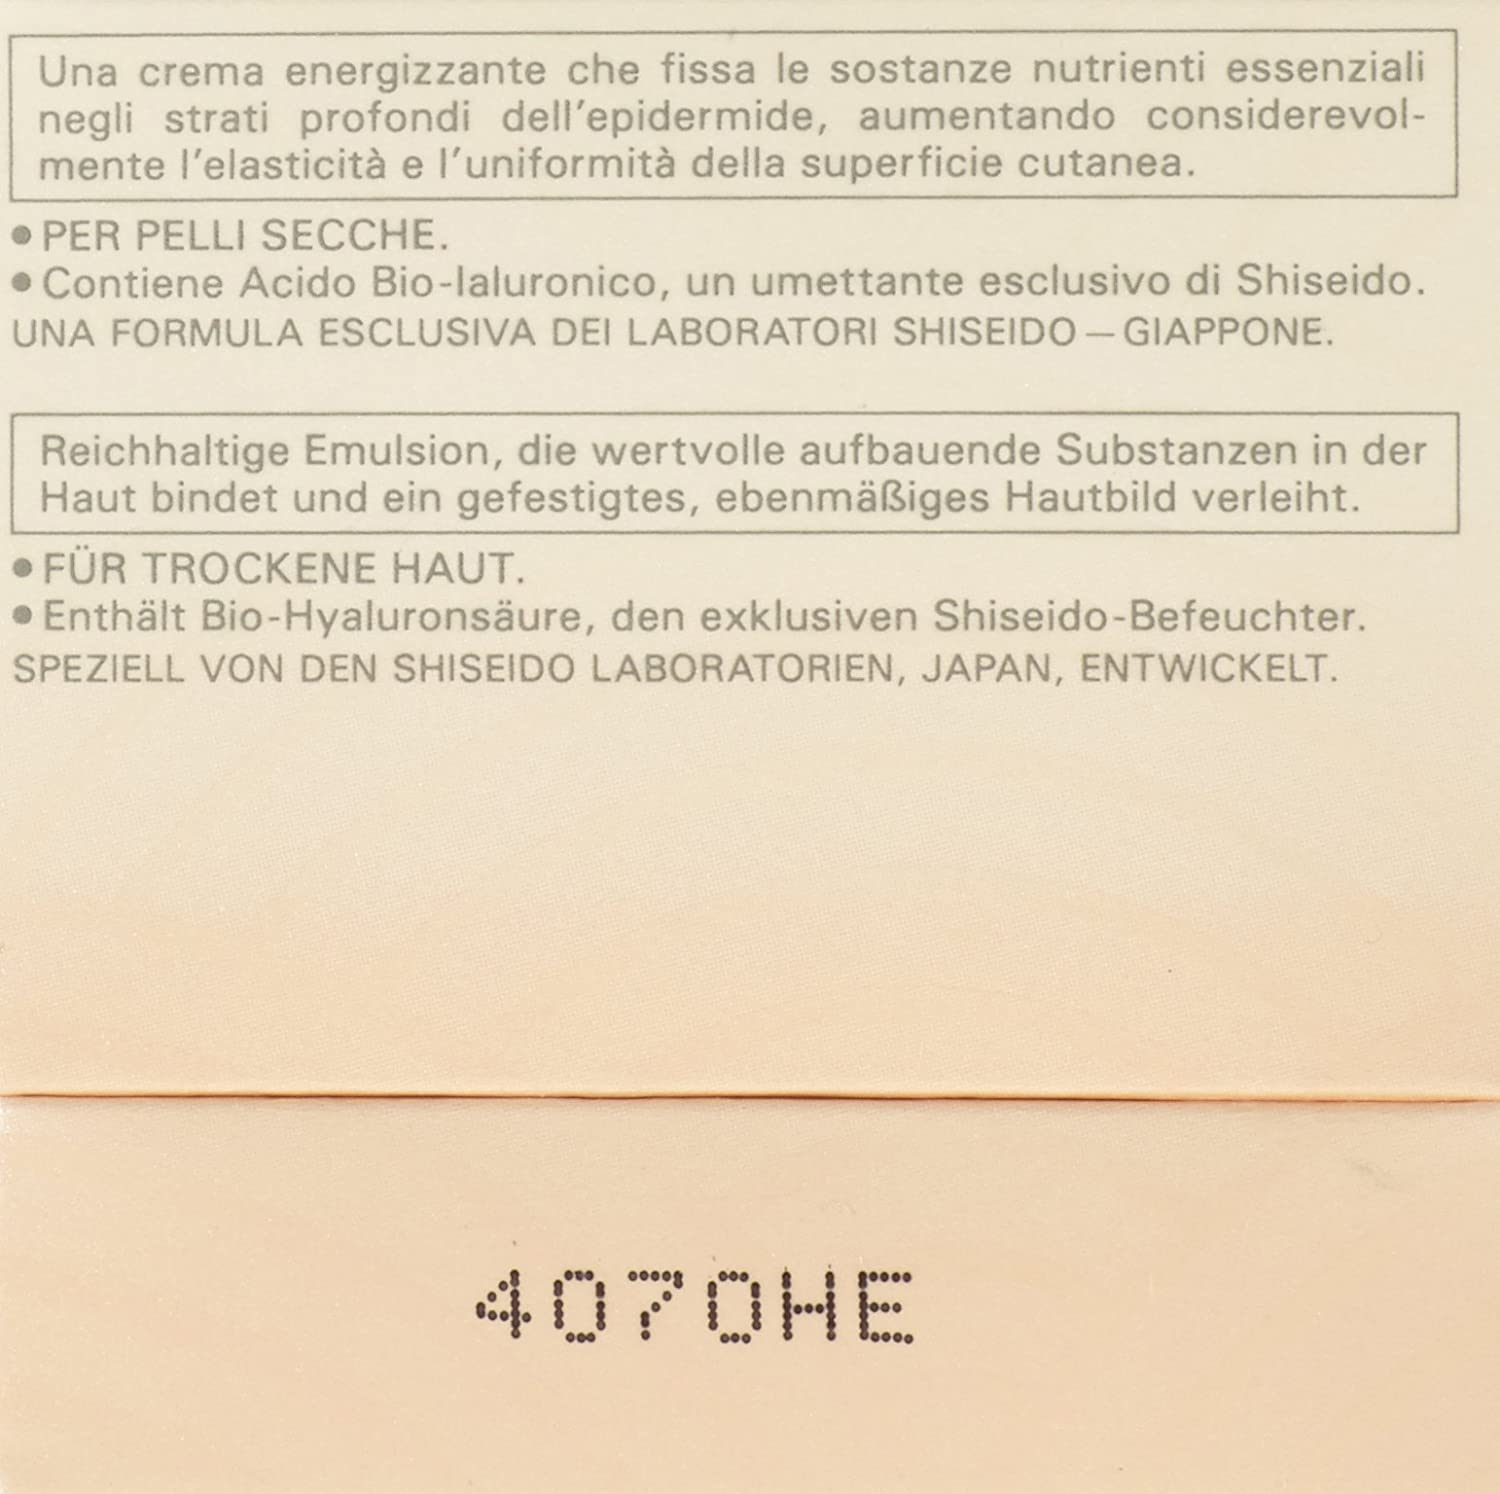 Una crema energizzante che fissa le sostanze nutrienti essenziali
negli strati profondi dell'epidermide, aumentando considerevol-
mente l'elasticità e l'uniformità della superficie cutanea.
● PER PELLI SECCHE.
● Contiene Acido Bio-Ialuronico, un umettante esclusivo di Shiseido.
UNA FORMULA ESCLUSIVA DEI LABORATORI SHISEIDO — GIAPPONE.
Reichhaltige Emulsion, die wertvolle aufbauende Substanzen in der
Haut bindet und ein gefestigtes, ebenmäßiges Hautbild verleiht.
● FÜR TROCKENE HAUT.
● Enthält Bio-Hyaluronsäure, den exklusiven Shiseido-Befeuchter.
SPEZIELL VON DEN SHISEIDO LABORATORIEN, JAPAN, ENTWICKELT.
4070HE